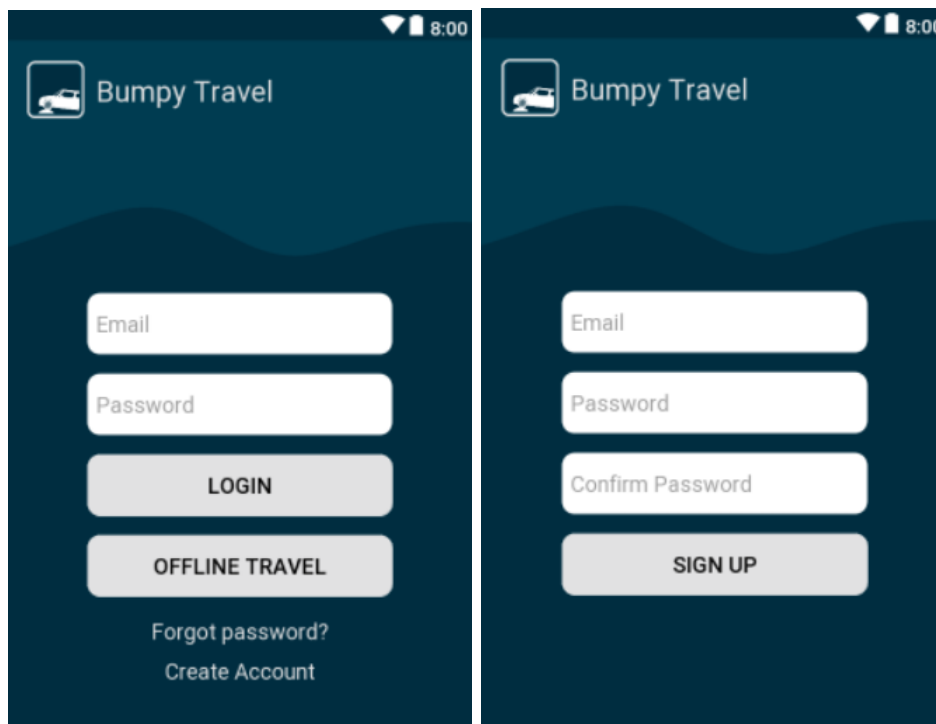 8:00
Bumpy Travel
Email
Password
LOGIN
OFFLINE TRAVEL
Forgot password?
Create Account
8:00
Bumpy Travel
Email
Password
Confirm Password
SIGN UP